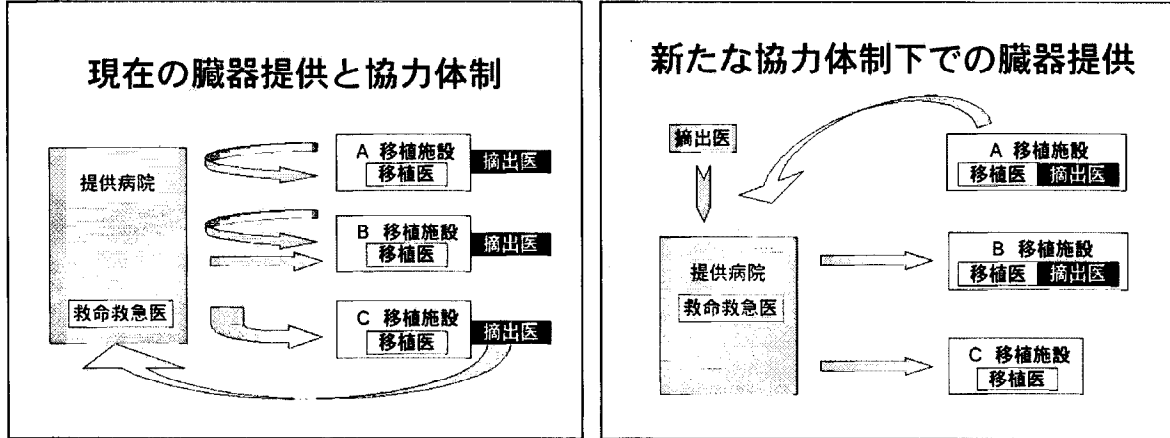 現在の臓器提供と協力体制
提供病院
救命救急医
A 移植施設
移植医
摘出医
B 移植施設
移植医
摘出医
C 移植施設
移植医
摘出医
新たな協力体制下での臓器提供
摘出医
提供病院
救命救急医
A 移植施設
移植医 摘出医
B 移植施設
移植医 摘出医
C 移植施設
移植医